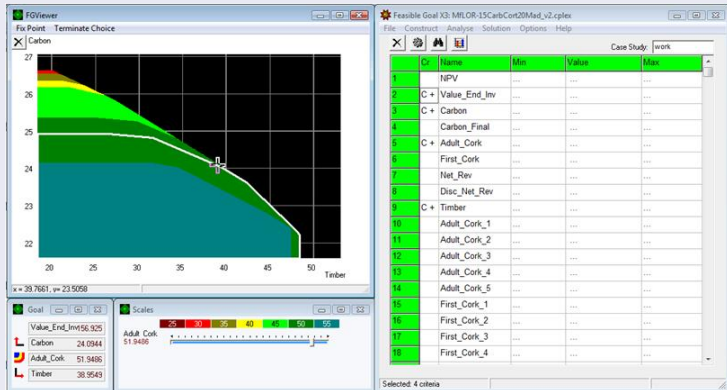 FGViewer
Fix Point Terminate Choice
Carbon
27
26
25
24
23
22
20 25 30 35 40 45 50
Timber
x = 39.7661, y= 23.5058
Goal
Value_End_Inv 156.925
Carbon 24.0944
Adult_Cork 51.9486
Timber 38.9549
Scales
25 30 35 40 45 50 55
Adult Cork
51.9486
Feasible Goal X3: MfLOR-15CarbCort20Mad_v2.cplex
File Construct Analyse Solution Options Help
Case Study: work
Cr Name Min Value Max
1 NPV ... ... ...
2 C + Value_End_Inv ... ... ...
3 C + Carbon ... ... ...
4 Carbon_Final ... ... ...
5 C + Adult_Cork ... ... ...
6 First_Cork ... ... ...
7 Net_Rev ... ... ...
8 Disc_Net_Rev ... ... ...
9 C + Timber ... ... ...
10 Adult_Cork_1 ... ... ...
11 Adult_Cork_2 ... ... ...
12 Adult_Cork_3 ... ... ...
13 Adult_Cork_4 ... ... ...
14 Adult_Cork_5 ... ... ...
15 First_Cork_1 ... ... ...
16 First_Cork_2 ... ... ...
17 First_Cork_3 ... ... ...
18 First_Cork_4 ... ... ...
Selected: 4 criteria